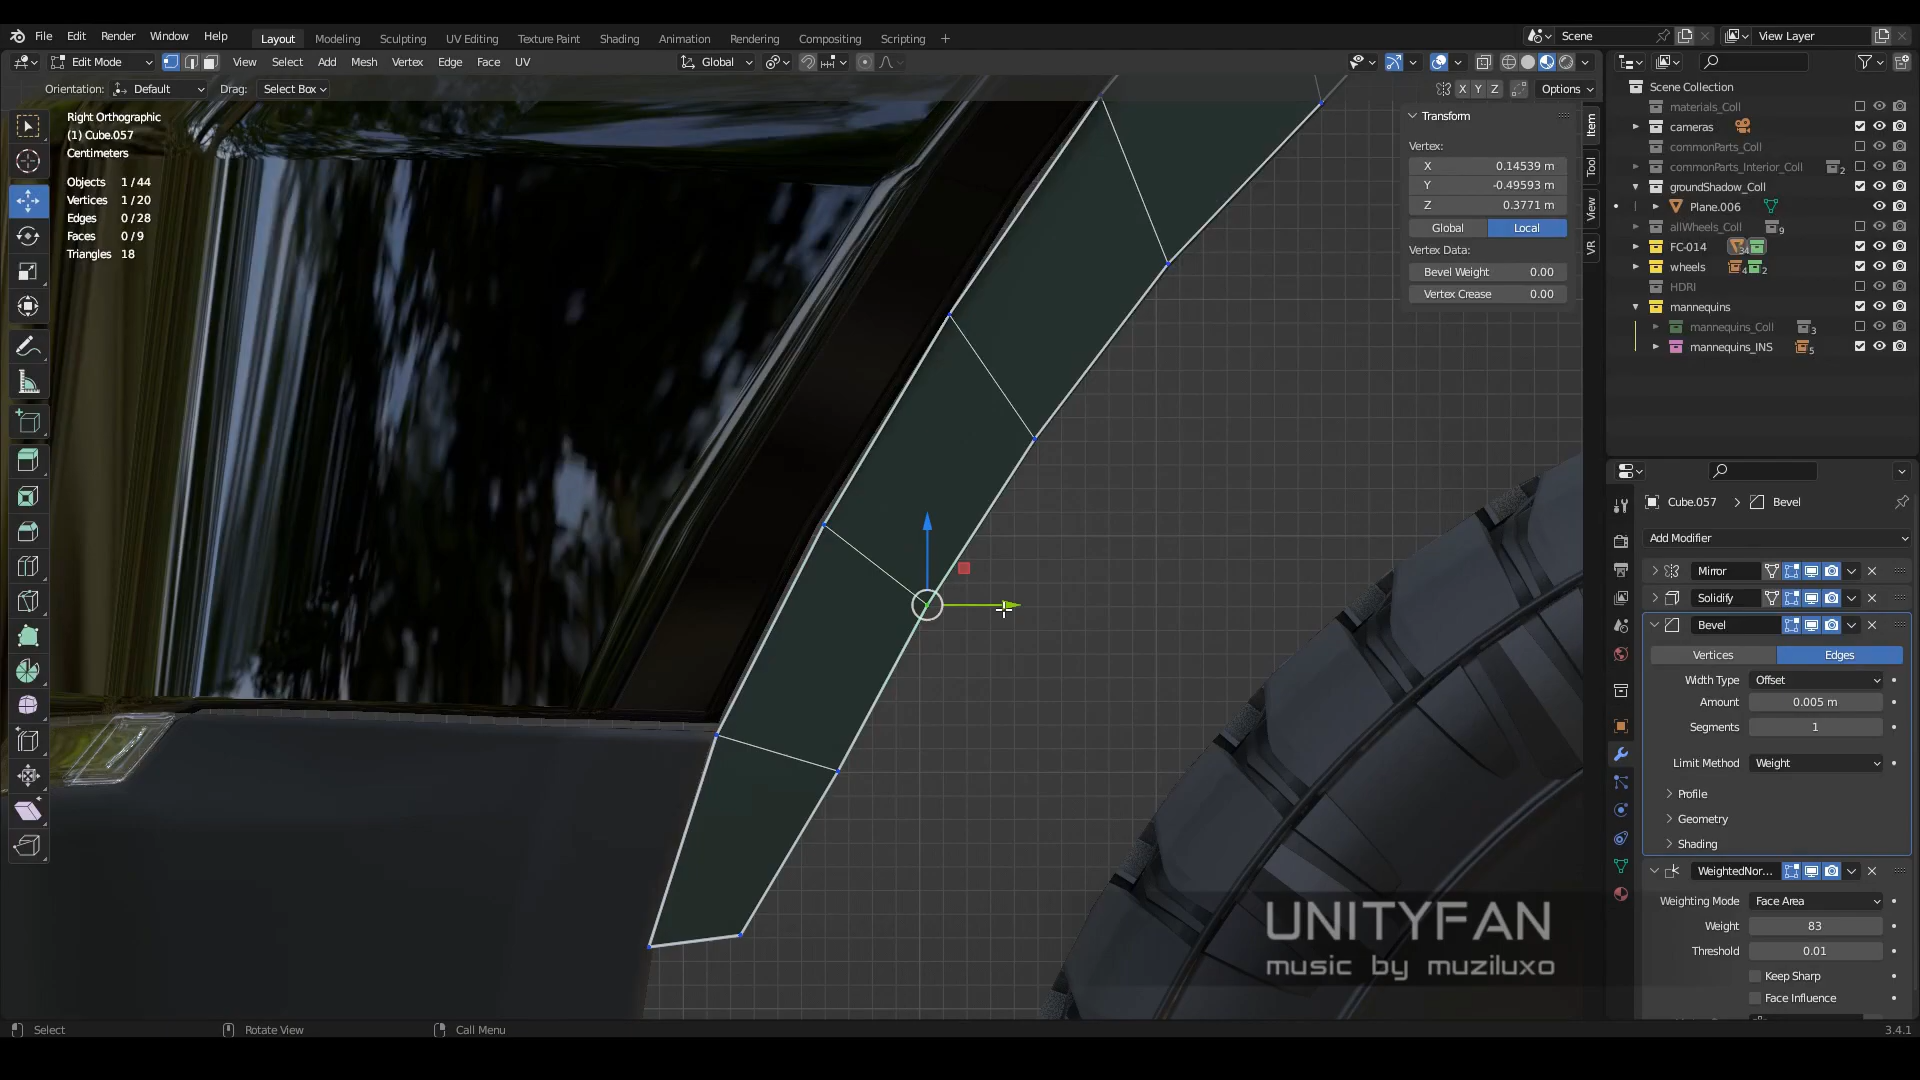 File Edit Render Window Help
Layout Modeling Sculpting UV Editing Texture Paint Shading Animation Rendering Compositing Scripting +
Scene
View Layer
Edit Mode
View Select Add Mesh Vertex Edge Face UV
Global
Orientation: Default Drag: Select Box
X Y Z Options
Right Orthographic
(1) Cube.057
Centimeters
Objects 1/44
Vertices 1/20
Edges 0/28
Faces 0/9
Triangles 18
Transform
Vertex:
X 0.14539 m
Y -0.49593 m
Z 0.3771 m
Global Local
Vertex Data:
Bevel Weight 0.00
Vertex Crease 0.00
Item
Tool
View
VR
Scene Collection
materials_Coll
cameras
commonParts_Coll
commonParts_Interior_Coll 2
groundShadow_Coll
Plane.006
allWheels_Coll 9
FC-014 34
wheels 4 2
HDRI
mannequins
mannequins_Coll 3
mannequins_INS 5
Cube.057 > Bevel
Add Modifier
Mirror
Solidify
Bevel
Vertices Edges
Width Type Offset
Amount 0.005 m
Segments 1
Limit Method Weight
Profile
Geometry
Shading
WeightedNor...
Weighting Mode Face Area
Weight 83
Threshold 0.01
Keep Sharp
Face Influence
UNITYFAN
music by muziluxo
Select Rotate View Call Menu
3.4.1